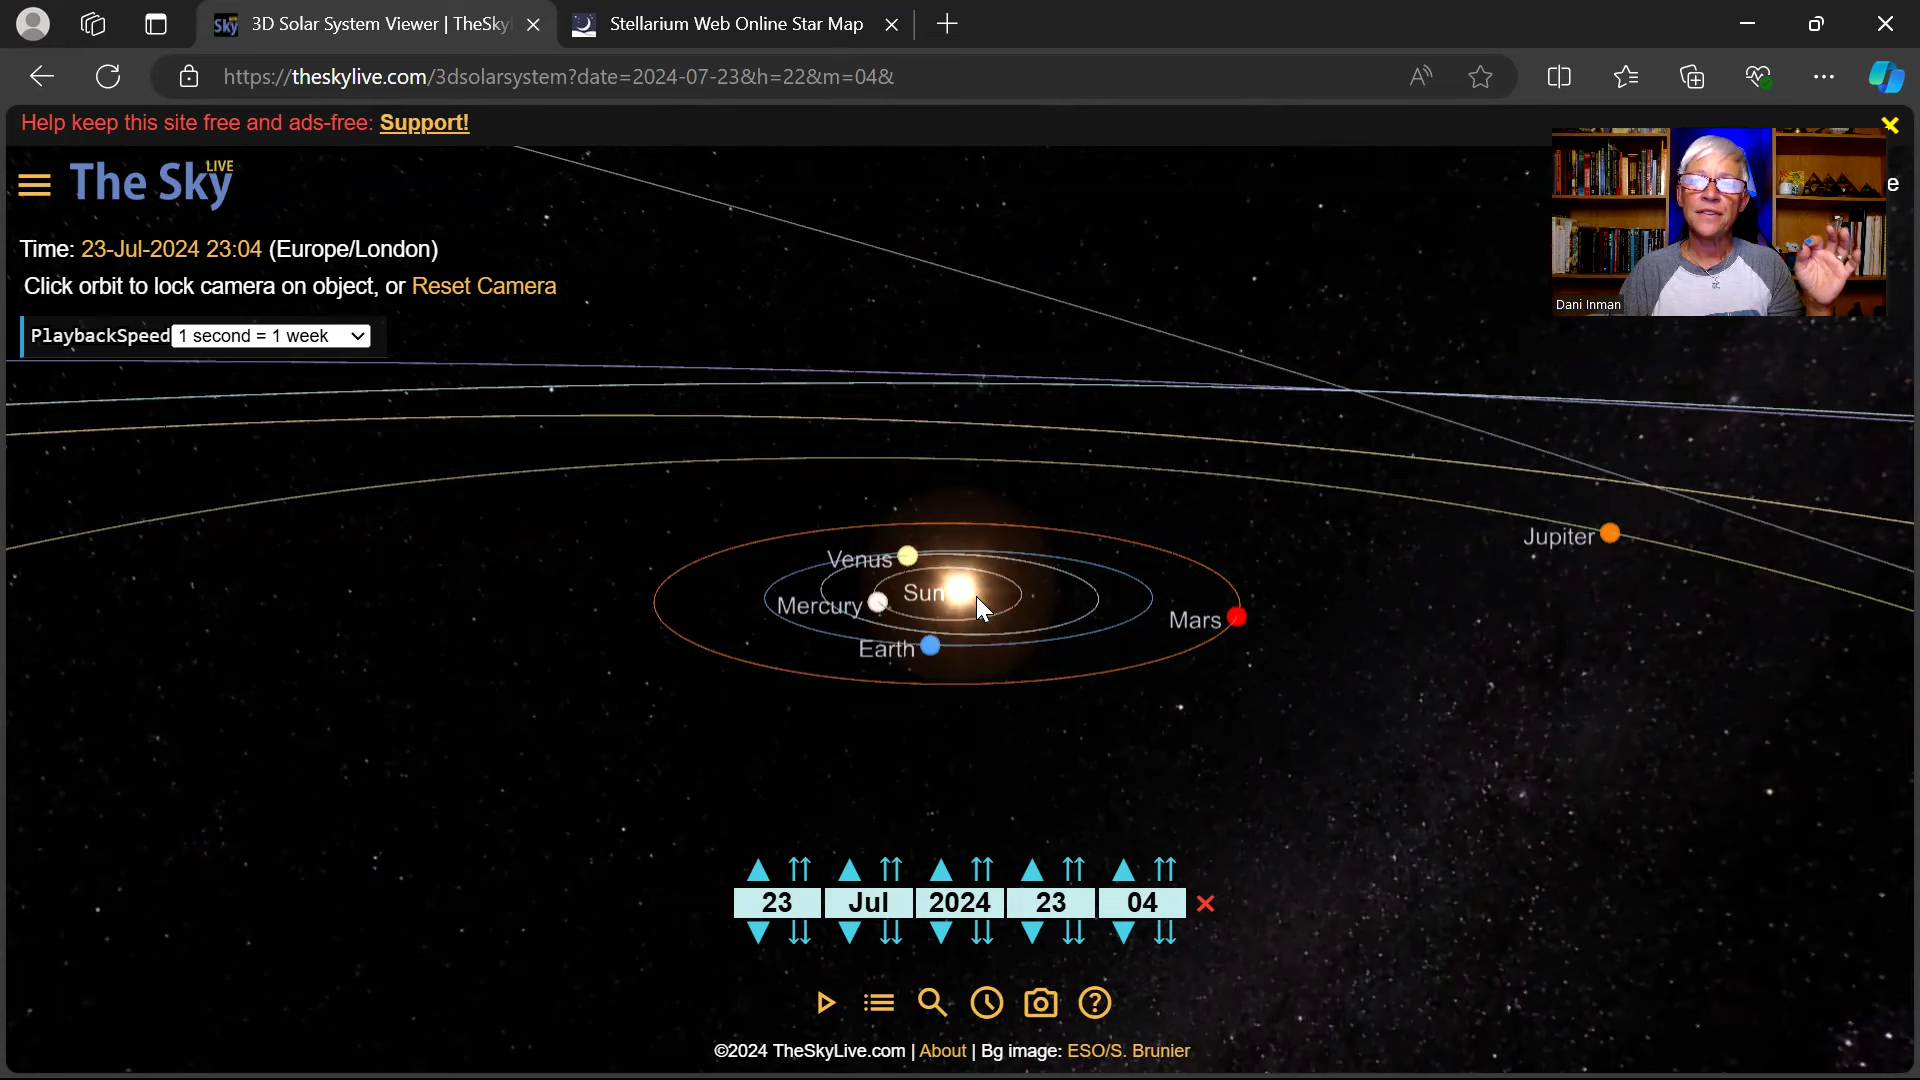 3D Solar System Viewer | TheSky
Stellarium Web Online Star Map
https://theskylive.com/3dsolarsystem?date=2024-07-23&h=22&m=04&
Help keep this site free and ads-free: Support!
The Sky LIVE
e
Time: 23-Jul-2024 23:04 (Europe/London)
Click orbit to lock camera on object, or Reset Camera
Dani Inman
PlaybackSpeed 1 second = 1 week
Jupiter
Venus
Sun
Mercury
Mars
Earth
23 Jul 2024 23 04
©2024 TheSkyLive.com | About | Bg image: ESO/S. Brunier